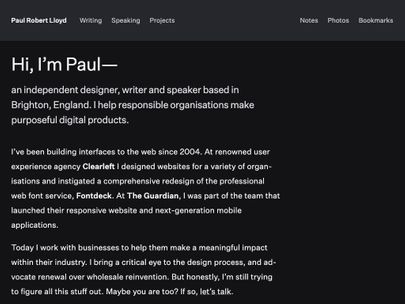 Paul Robert Lloyd Writing Speaking Projects Notes Photos Bookmarks
Hi, I’m Paul—
an independent designer, writer and speaker based in
Brighton, England. I help responsible organisations make
purposeful digital products.
I’ve been building interfaces to the web since 2004. At renowned user
experience agency Clearleft I designed websites for a variety of organ-
isations and instigated a comprehensive redesign of the professional
web font service, Fontdeck. At The Guardian, I was part of the team that
launched their responsive website and next-generation mobile
applications.
Today I work with businesses to help them make a meaningful impact
within their industry. I bring a critical eye to the design process, and ad-
vocate renewal over wholesale reinvention. But honestly, I’m still trying
to figure all this stuff out. Maybe you are too? If so, let’s talk.